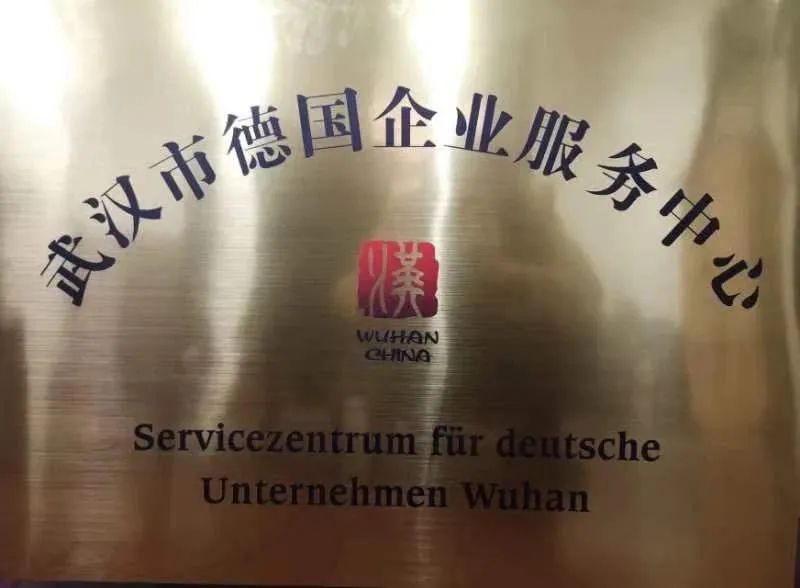 武汉市德国企业服务中心
漢
WUHAN
CHINA
Servicezentrum für deutsche
Unternehmen Wuhan